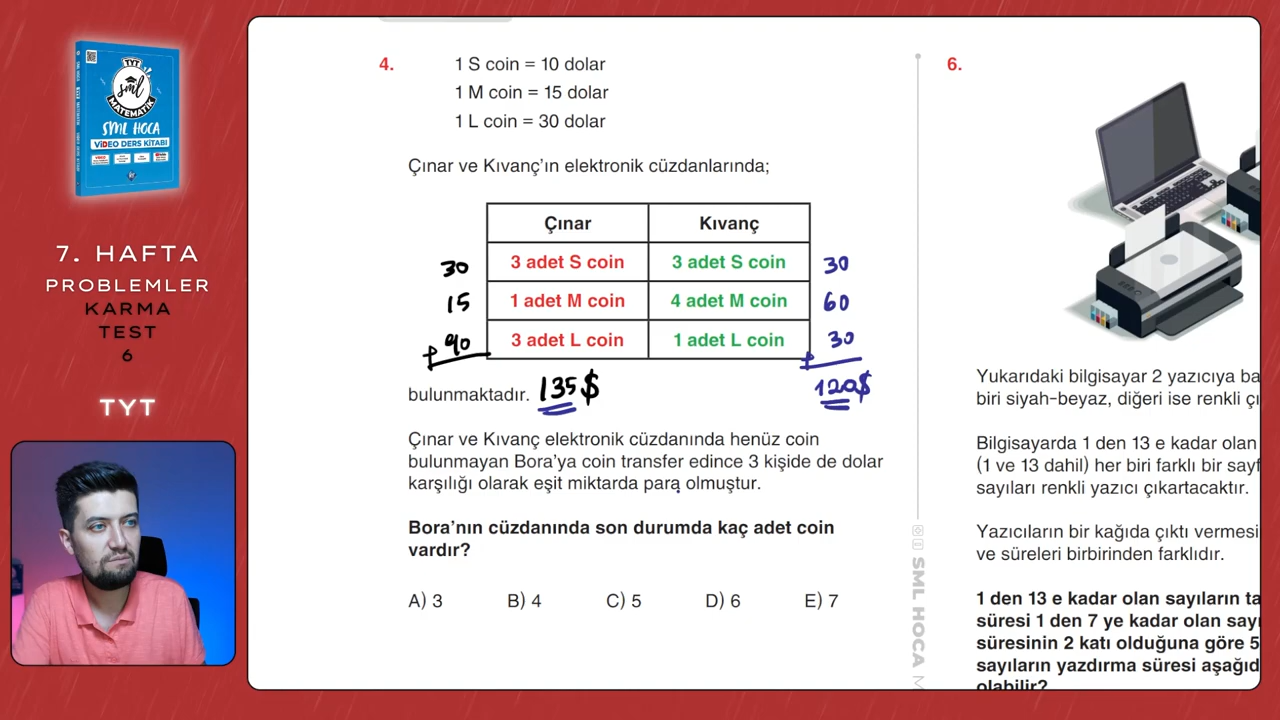 TYT
sml
MATEMATİK
SML HOCA
VİDEO DERS KİTABI
7. HAFTA
PROBLEMLER
KARMA
TEST
6
TYT
4.
1 S coin = 10 dolar
1 M coin = 15 dolar
1 L coin = 30 dolar
Çınar ve Kıvanç'ın elektronik cüzdanlarında;
Çınar Kıvanç
30 3 adet S coin 3 adet S coin 30
15 1 adet M coin 4 adet M coin 60
+ 90 3 adet L coin 1 adet L coin + 30
bulunmaktadır. 135$ 120$
Çınar ve Kıvanç elektronik cüzdanında henüz coin
bulunmayan Bora'ya coin transfer edince 3 kişide de dolar
karşılığı olarak eşit miktarda para olmuştur.
Bora'nın cüzdanında son durumda kaç adet coin
vardır?
A) 3 B) 4 C) 5 D) 6 E) 7
SML HOCA M
6.
Yukarıdaki bilgisayar 2 yazıcıya ba
biri siyah-beyaz, diğeri ise renkli çı
Bilgisayarda 1 den 13 e kadar olan
(1 ve 13 dahil) her biri farklı bir sayf
sayıları renkli yazıcı çıkartacaktır.
Yazıcıların bir kağıda çıktı vermesi
ve süreleri birbirinden farklıdır.
1 den 13 e kadar olan sayıların ta
süresi 1 den 7 ye kadar olan sayı
süresinin 2 katı olduğuna göre 5
sayıların yazdırma süresi aşağıd
olabilir?